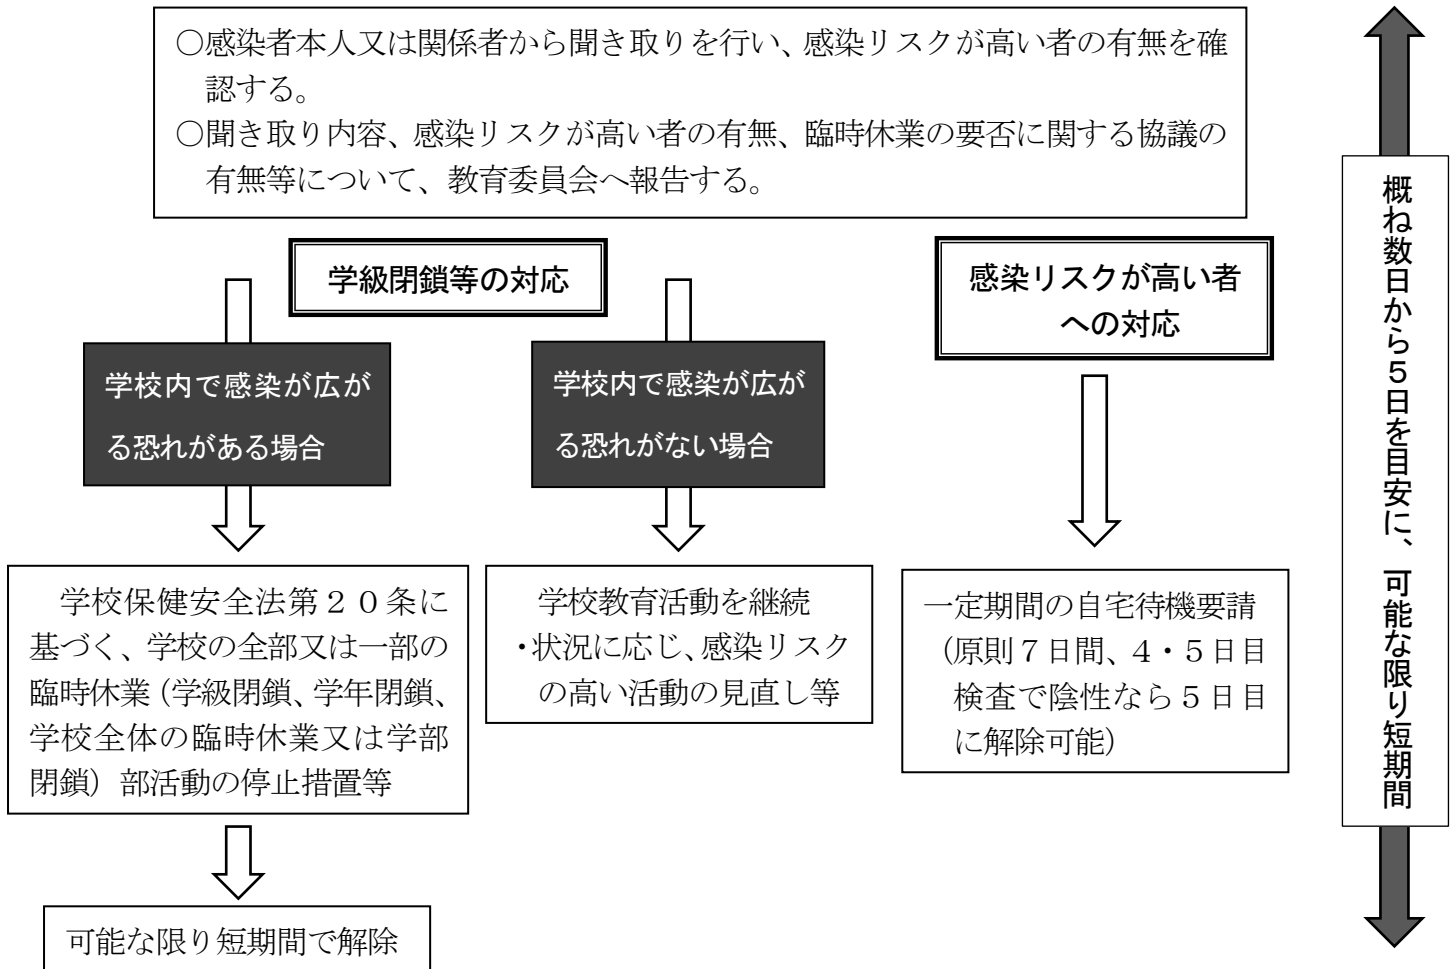 ○感染者本人又は関係者から聞き取りを行い、感染リスクが高い者の有無を確
認する。
○聞き取り内容、感染リスクが高い者の有無、臨時休業の要否に関する協議の
有無等について、教育委員会へ報告する。
学級閉鎖等の対応
感染リスクが高い者
への対応
学校内で感染が広が
る恐れがある場合
学校内で感染が広が
る恐れがない場合
学校保健安全法第20条に
基づく、学校の全部又は一部の
臨時休業(学級閉鎖、学年閉鎖、
学校全体の臨時休業又は学部
閉鎖)部活動の停止措置等
学校教育活動を継続
・状況に応じ、感染リスク
の高い活動の見直し等
一定期間の自宅待機要請
(原則7日間、4・5日目
検査で陰性なら5日目
に解除可能)
可能な限り短期間で解除
概ね数日から5日を目安に、可能な限り短期間